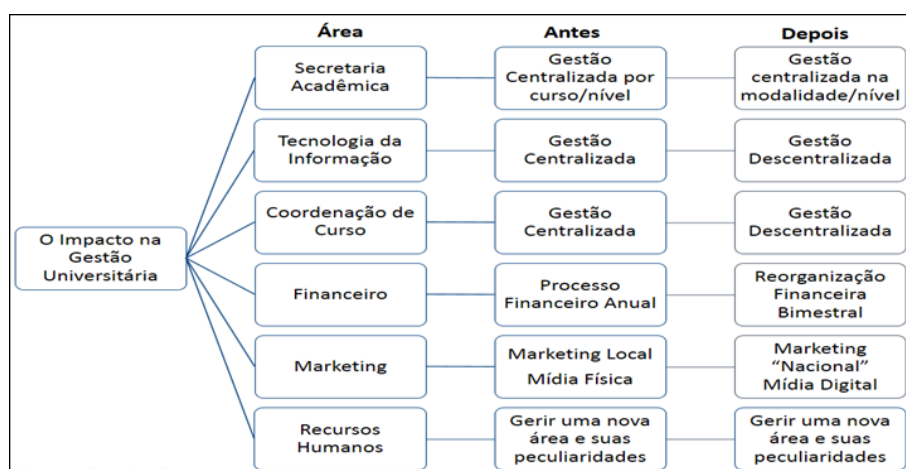 Área Antes Depois
Secretaria
Acadêmica
Gestão
Centralizada por
curso/nível
Gestão
centralizada na
modalidade/nível
Tecnologia da
Informação
Gestão
Centralizada
Gestão
Descentralizada
Coordenação de
Curso
Gestão
Centralizada
Gestão
Descentralizada
O Impacto na
Gestão
Universitária
Financeiro
Processo
Financeiro Anual
Reorganização
Financeira
Bimestral
Marketing
Marketing Local
Mídia Física
Marketing
“Nacional”
Mídia Digital
Recursos
Humanos
Gerir uma nova
área e suas
peculiaridades
Gerir uma nova
área e suas
peculiaridades